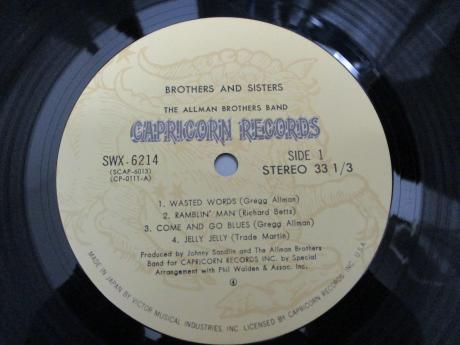 BROTHERS AND SISTERS
THE ALLMAN BROTHERS BAND
CAPRICORN RECORDS
SWX-6214
(SCAP-6013)
(CP-0111-A)
SIDE 1
STEREO 33 1/3
1. WASTED WORDS (Gregg Allman)
2. RAMBLIN' MAN (Richard Betts)
3. COME AND GO BLUES (Gregg Allman)
4. JELLY JELLY (Trade Martin)
Produced by Johnny Sandlin and The Allman Brothers
Band for CAPRICORN RECORDS INC. by Special
Arrangement with Phil Walden & Assoc. Inc.
MADE IN JAPAN BY VICTOR MUSICAL INDUSTRIES, INC. LICENSED BY CAPRICORN RECORDS INC. U.S.A.